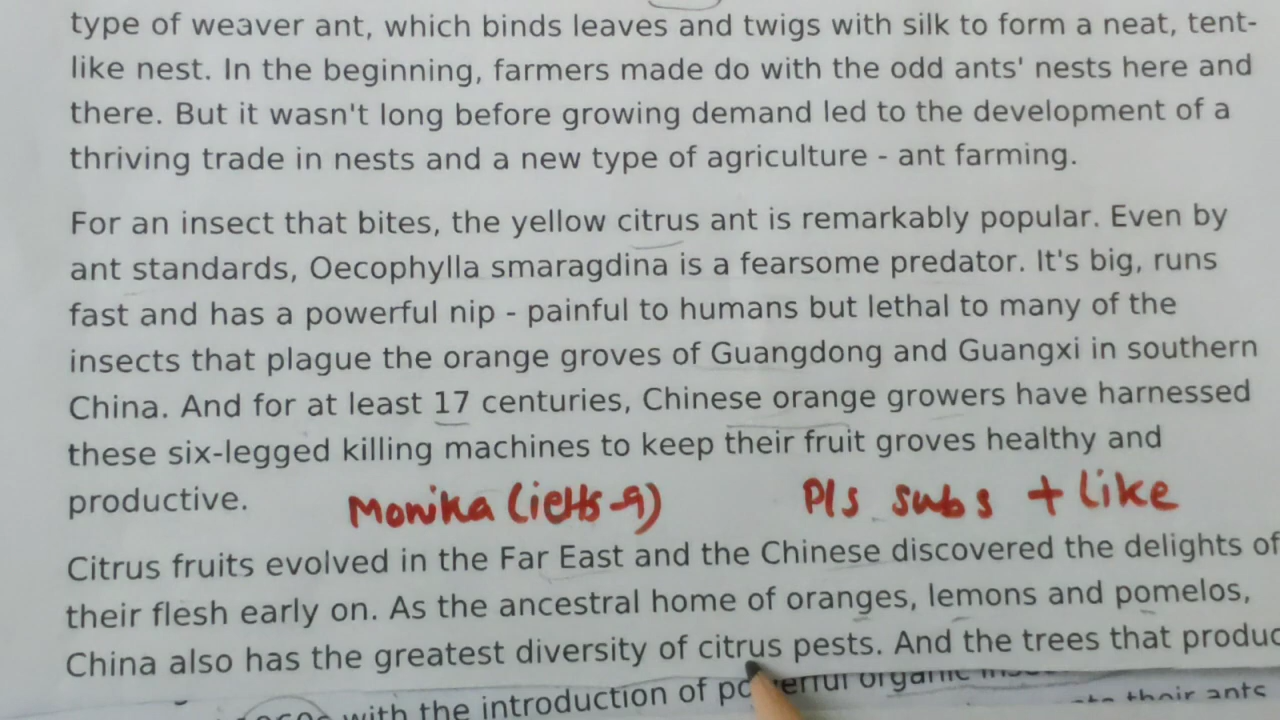 type of weaver ant, which binds leaves and twigs with silk to form a neat, tent-
like nest. In the beginning, farmers made do with the odd ants' nests here and
there. But it wasn't long before growing demand led to the development of a
thriving trade in nests and a new type of agriculture - ant farming.
For an insect that bites, the yellow citrus ant is remarkably popular. Even by
ant standards, Oecophylla smaragdina is a fearsome predator. It's big, runs
fast and has a powerful nip - painful to humans but lethal to many of the
insects that plague the orange groves of Guangdong and Guangxi in southern
China. And for at least 17 centuries, Chinese orange growers have harnessed
these six-legged killing machines to keep their fruit groves healthy and
productive.
Monika (ielts-9) Pls subs + Like
Citrus fruits evolved in the Far East and the Chinese discovered the delights of
their flesh early on. As the ancestral home of oranges, lemons and pomelos,
China also has the greatest diversity of citrus pests. And the trees that produc
with the introduction of organic their ants